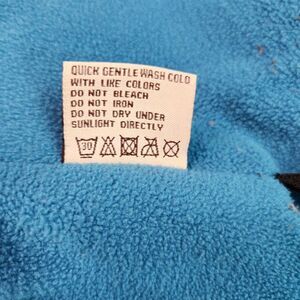 QUICK GENTLE WASH COLD
WITH LIKE COLORS
DO NOT BLEACH
DO NOT IRON
DO NOT DRY UNDER
SUNLIGHT DIRECTLY
30